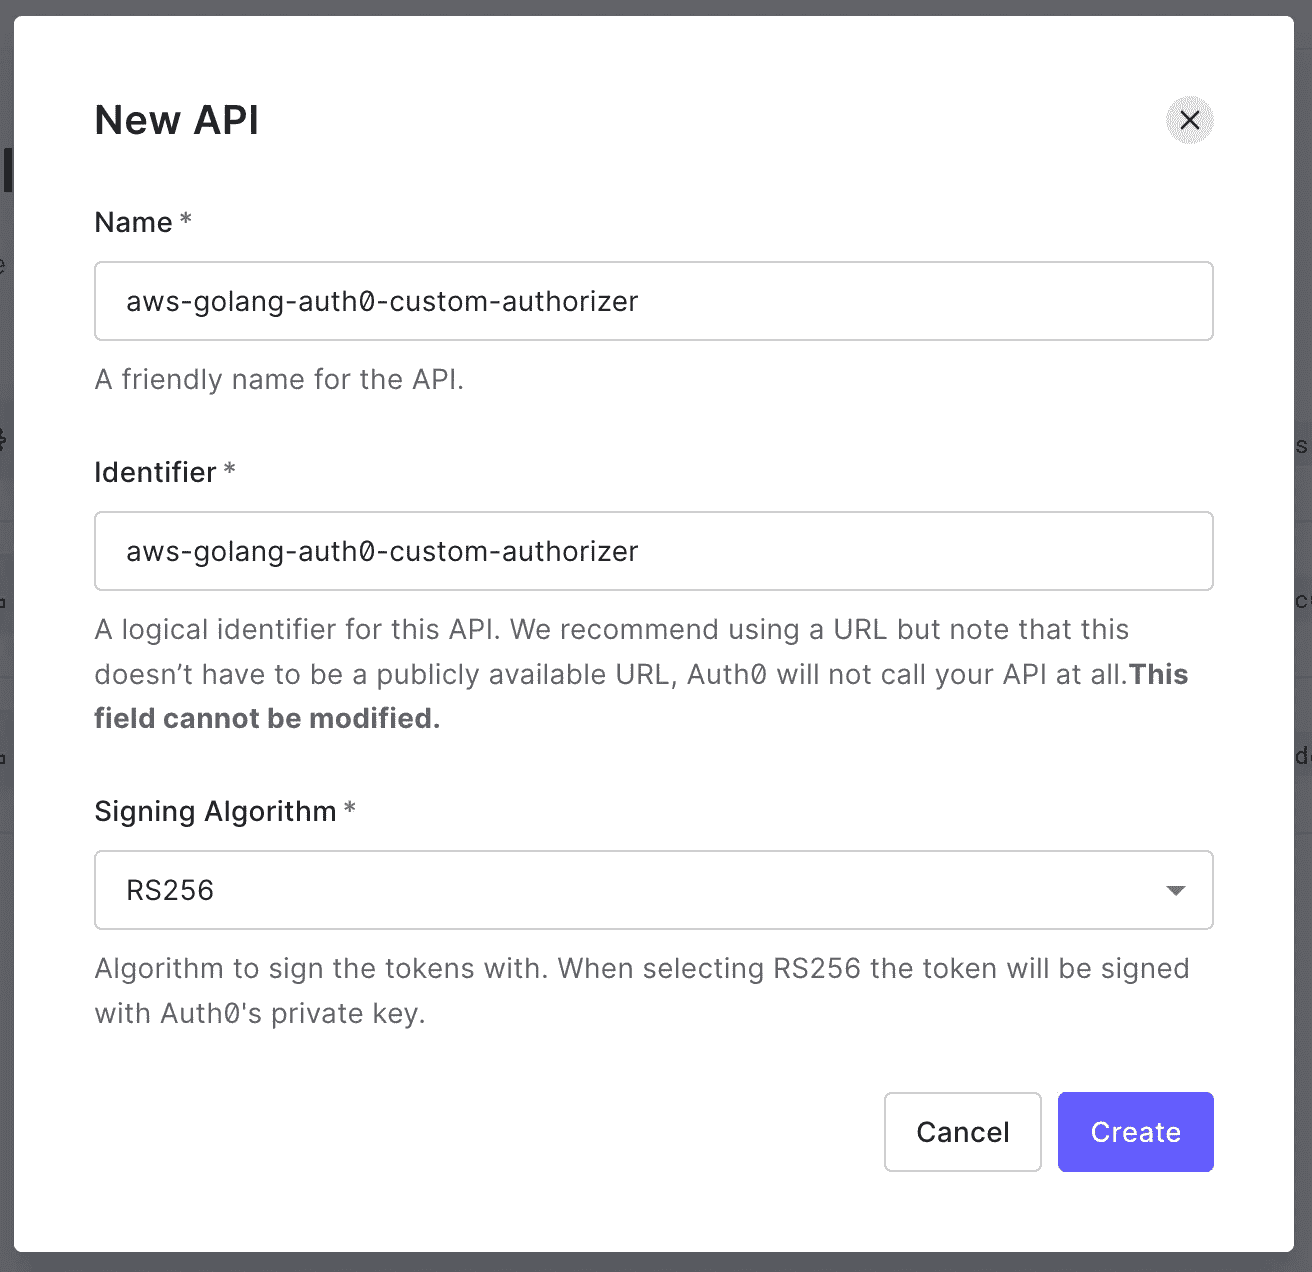 New API
Name *
aws-golang-auth0-custom-authorizer
A friendly name for the API.
Identifier *
aws-golang-auth0-custom-authorizer
A logical identifier for this API. We recommend using a URL but note that this
doesn’t have to be a publicly available URL, Auth0 will not call your API at all.This
field cannot be modified.
Signing Algorithm *
RS256
Algorithm to sign the tokens with. When selecting RS256 the token will be signed
with Auth0's private key.
Cancel
Create